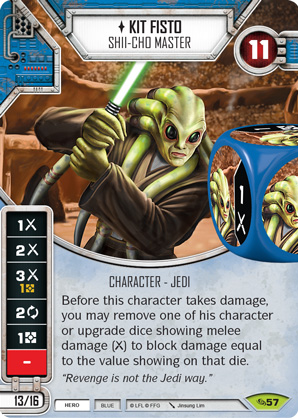 KIT FISTO
SHII-CHO MASTER
11
1
1
2
3
1
2
1
–
CHARACTER - JEDI
Before this character takes damage,
you may remove one of his character
or upgrade dice showing melee
damage (X) to block damage equal
to the value showing on that die.
“Revenge is not the Jedi way.”
13/16
HERO
BLUE
© LFL © FFG
Jinsung Lim
57